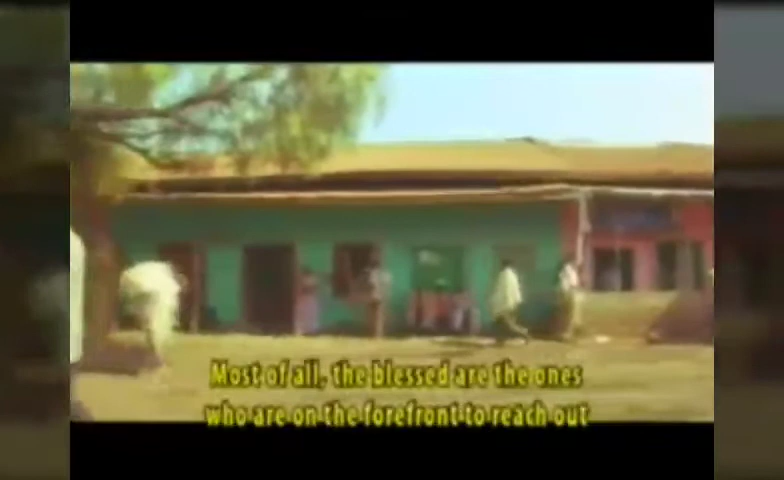 Most of all, the blessed are the ones
who are on the forefront to reach out